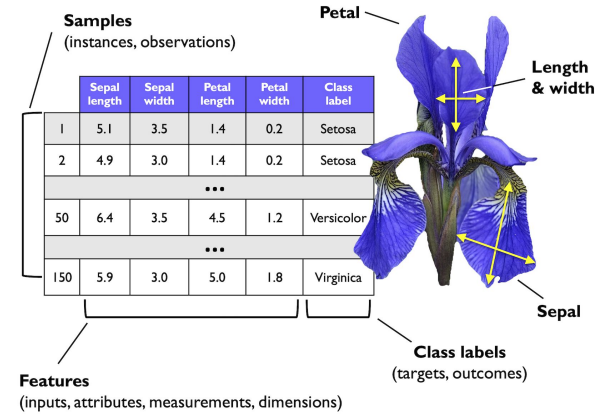 Samples
(instances, observations)
Petal
Length
& width
Sepal length Sepal width Petal length Petal width Class label
1 5.1 3.5 1.4 0.2 Setosa
2 4.9 3.0 1.4 0.2 Setosa
...
50 6.4 3.5 4.5 1.2 Versicolor
...
150 5.9 3.0 5.0 1.8 Virginica
Sepal
Class labels
(targets, outcomes)
Features
(inputs, attributes, measurements, dimensions)